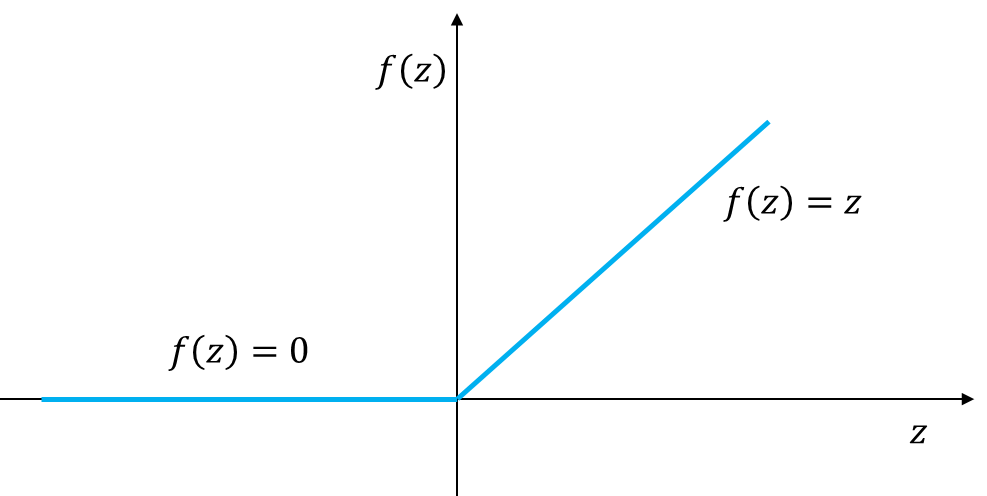 f(z)
f(z) = z
f(z) = 0
z